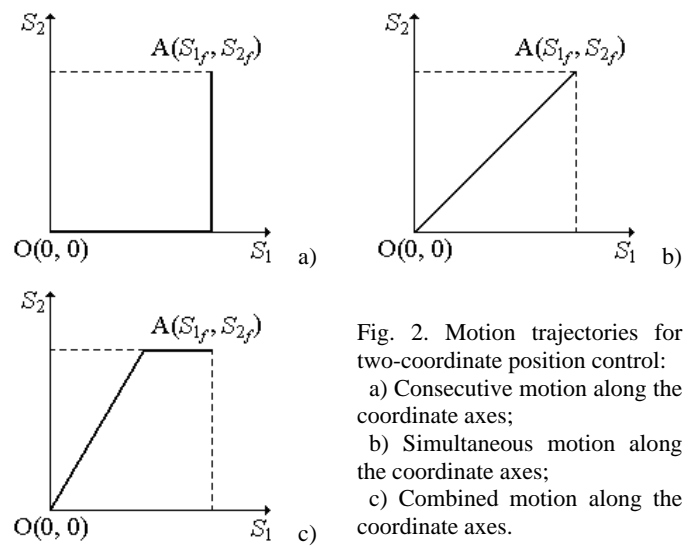 S₂
A(S₁f, S₂f)
O(0, 0)
S₁
a)
S₂
A(S₁f, S₂f)
O(0, 0)
S₁
b)
S₂
A(S₁f, S₂f)
O(0, 0)
S₁
c)
Fig. 2. Motion trajectories for
two-coordinate position control:
a) Consecutive motion along the
coordinate axes;
b) Simultaneous motion along
the coordinate axes;
c) Combined motion along the
coordinate axes.